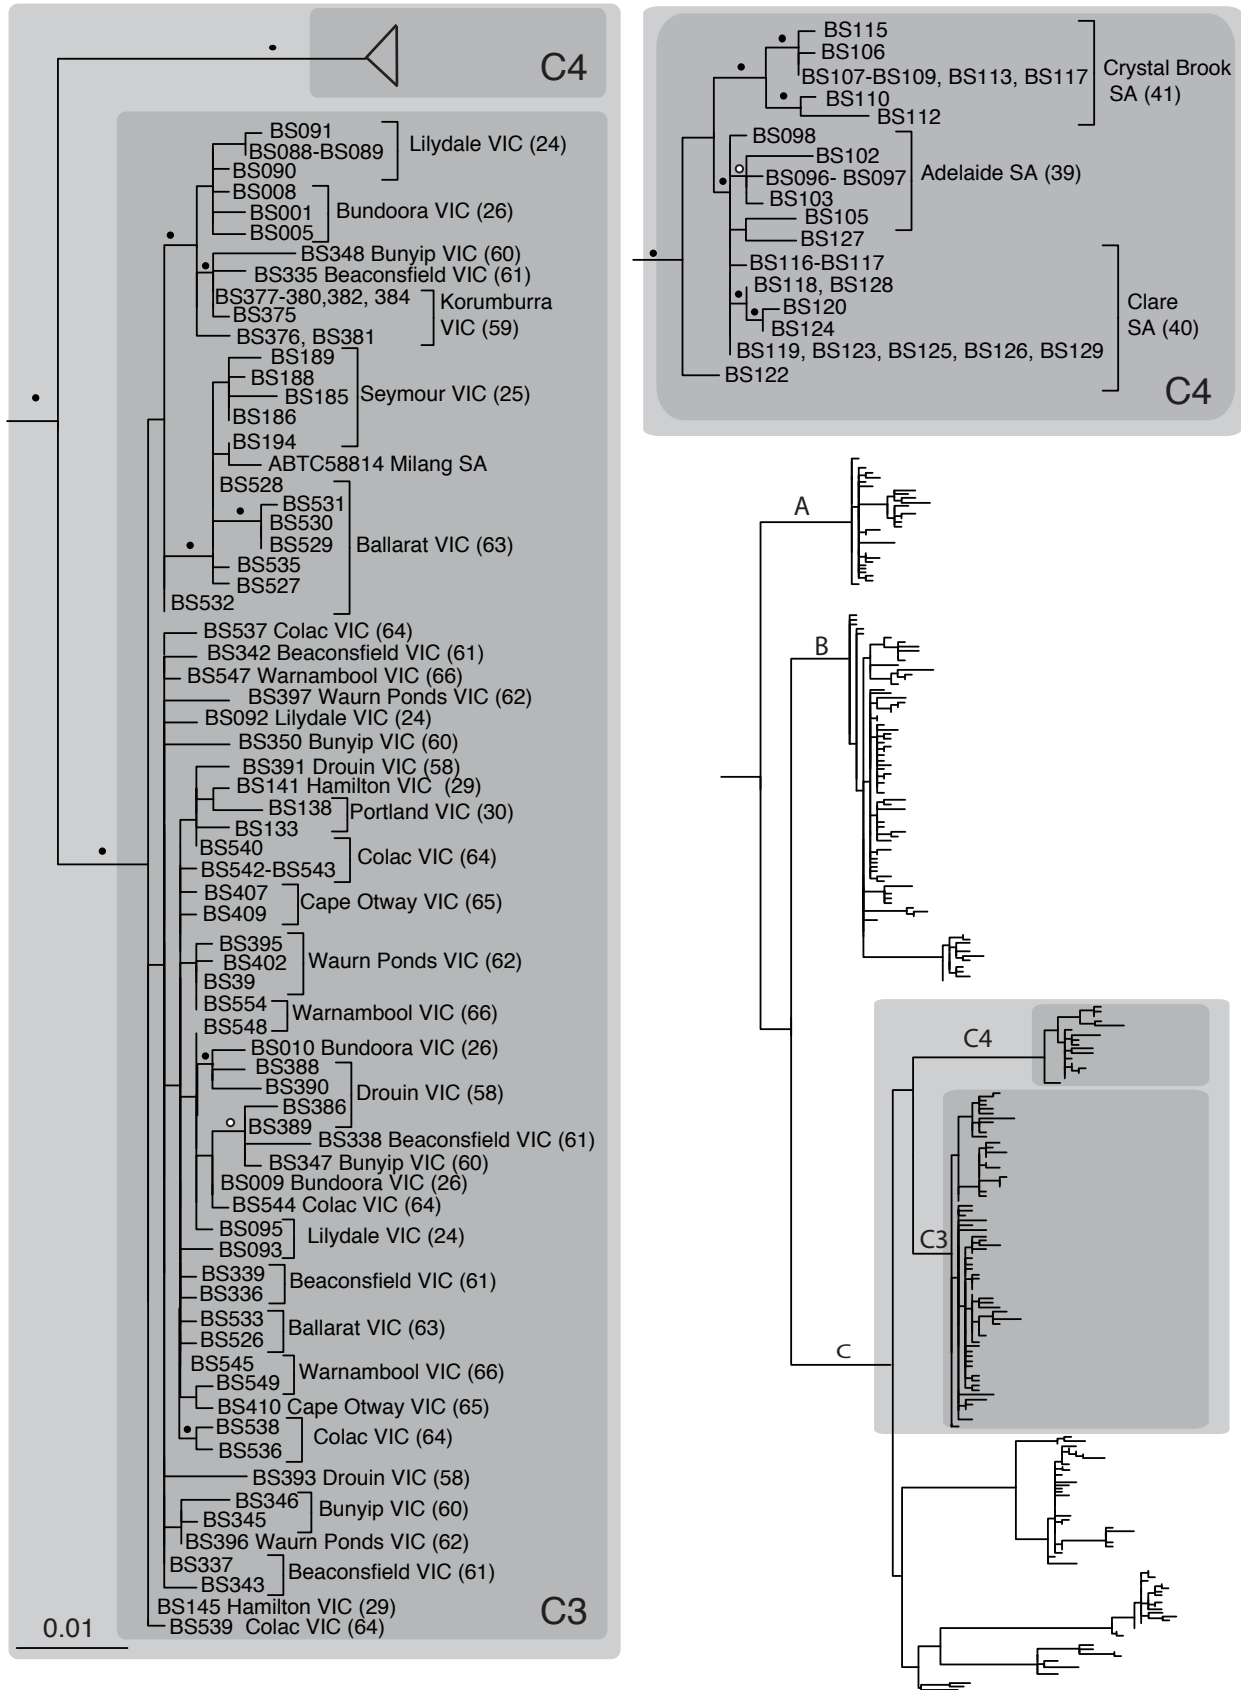 C4
BS091
BS088-BS089
BS090
Lilydale VIC (24)
BS008
BS001
BS005
Bundoora VIC (26)
BS348 Bunyip VIC (60)
BS335 Beaconsfield VIC (61)
BS377-380,382, 384
BS375
BS376, BS381
Korumburra
VIC (59)
BS189
BS188
BS185
BS186
BS194
Seymour VIC (25)
ABTC58814 Milang SA
BS528
BS531
BS530
BS529
BS535
BS527
BS532
Ballarat VIC (63)
BS537 Colac VIC (64)
BS342 Beaconsfield VIC (61)
BS547 Warnambool VIC (66)
BS397 Waurn Ponds VIC (62)
BS092 Lilydale VIC (24)
BS350 Bunyip VIC (60)
BS391 Drouin VIC (58)
BS141 Hamilton VIC (29)
BS138
BS133
Portland VIC (30)
BS540
BS542-BS543
Colac VIC (64)
BS407
BS409
Cape Otway VIC (65)
BS395
BS402
BS39
Waurn Ponds VIC (62)
BS554
BS548
Warnambool VIC (66)
BS010 Bundoora VIC (26)
BS388
BS390
BS386
BS389
Drouin VIC (58)
BS338 Beaconsfield VIC (61)
BS347 Bunyip VIC (60)
BS009 Bundoora VIC (26)
BS544 Colac VIC (64)
BS095
BS093
Lilydale VIC (24)
BS339
BS336
Beaconsfield VIC (61)
BS533
BS526
Ballarat VIC (63)
BS545
BS549
Warnambool VIC (66)
BS410 Cape Otway VIC (65)
BS538
BS536
Colac VIC (64)
BS393 Drouin VIC (58)
BS346
BS345
Bunyip VIC (60)
BS396 Waurn Ponds VIC (62)
BS337
BS343
Beaconsfield VIC (61)
BS145 Hamilton VIC (29)
BS539 Colac VIC (64)
C3
0.01
BS115
BS106
BS107-BS109, BS113, BS117
BS110
BS112
Crystal Brook
SA (41)
BS098
BS102
BS096- BS097
BS103
BS105
Adelaide SA (39)
BS127
BS116-BS117
BS118, BS128
BS120
BS124
BS119, BS123, BS125, BS126, BS129
BS122
Clare
SA (40)
C4
A
B
C4
C3
C